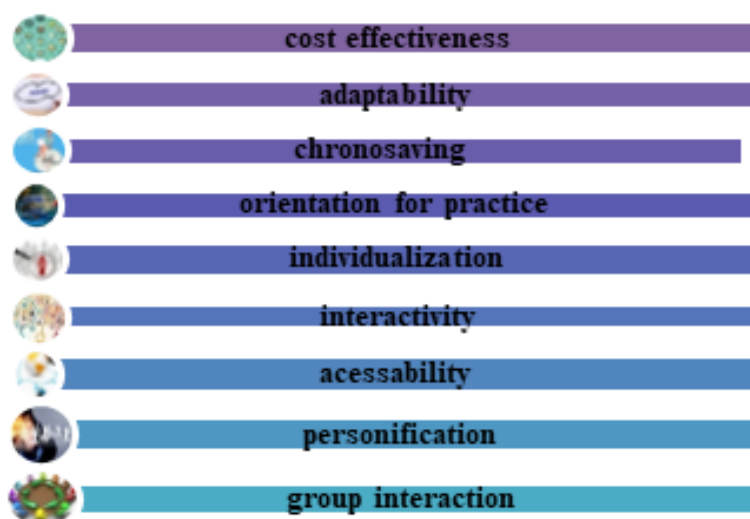 cost effectiveness
adaptability
chronosaving
orientation for practice
individualization
interactivity
acessability
personification
group interaction